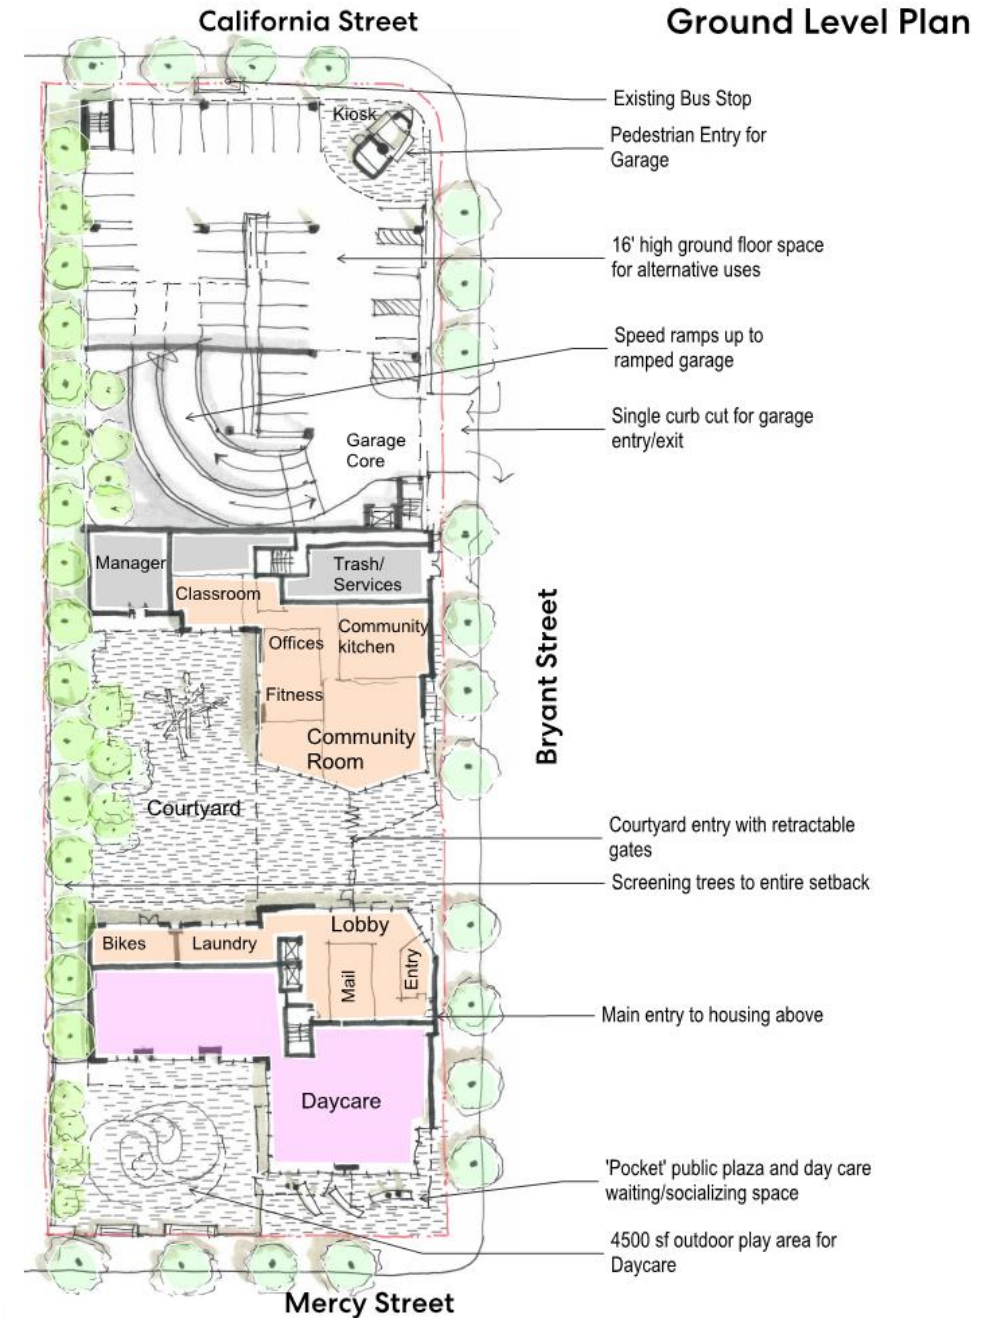 California Street
Ground Level Plan
Existing Bus Stop
Kiosk
Pedestrian Entry for
Garage
16' high ground floor space
for alternative uses
Speed ramps up to
ramped garage
Single curb cut for garage
entry/exit
Garage
Core
Manager
Trash/
Services
Classroom
Offices
Community
kitchen
Fitness
Community
Room
Bryant Street
Courtyard
Courtyard entry with retractable
gates
Screening trees to entire setback
Lobby
Bikes
Laundry
Mail
Entry
Main entry to housing above
Daycare
'Pocket' public plaza and day care
waiting/socializing space
4500 sf outdoor play area for
Daycare
Mercy Street